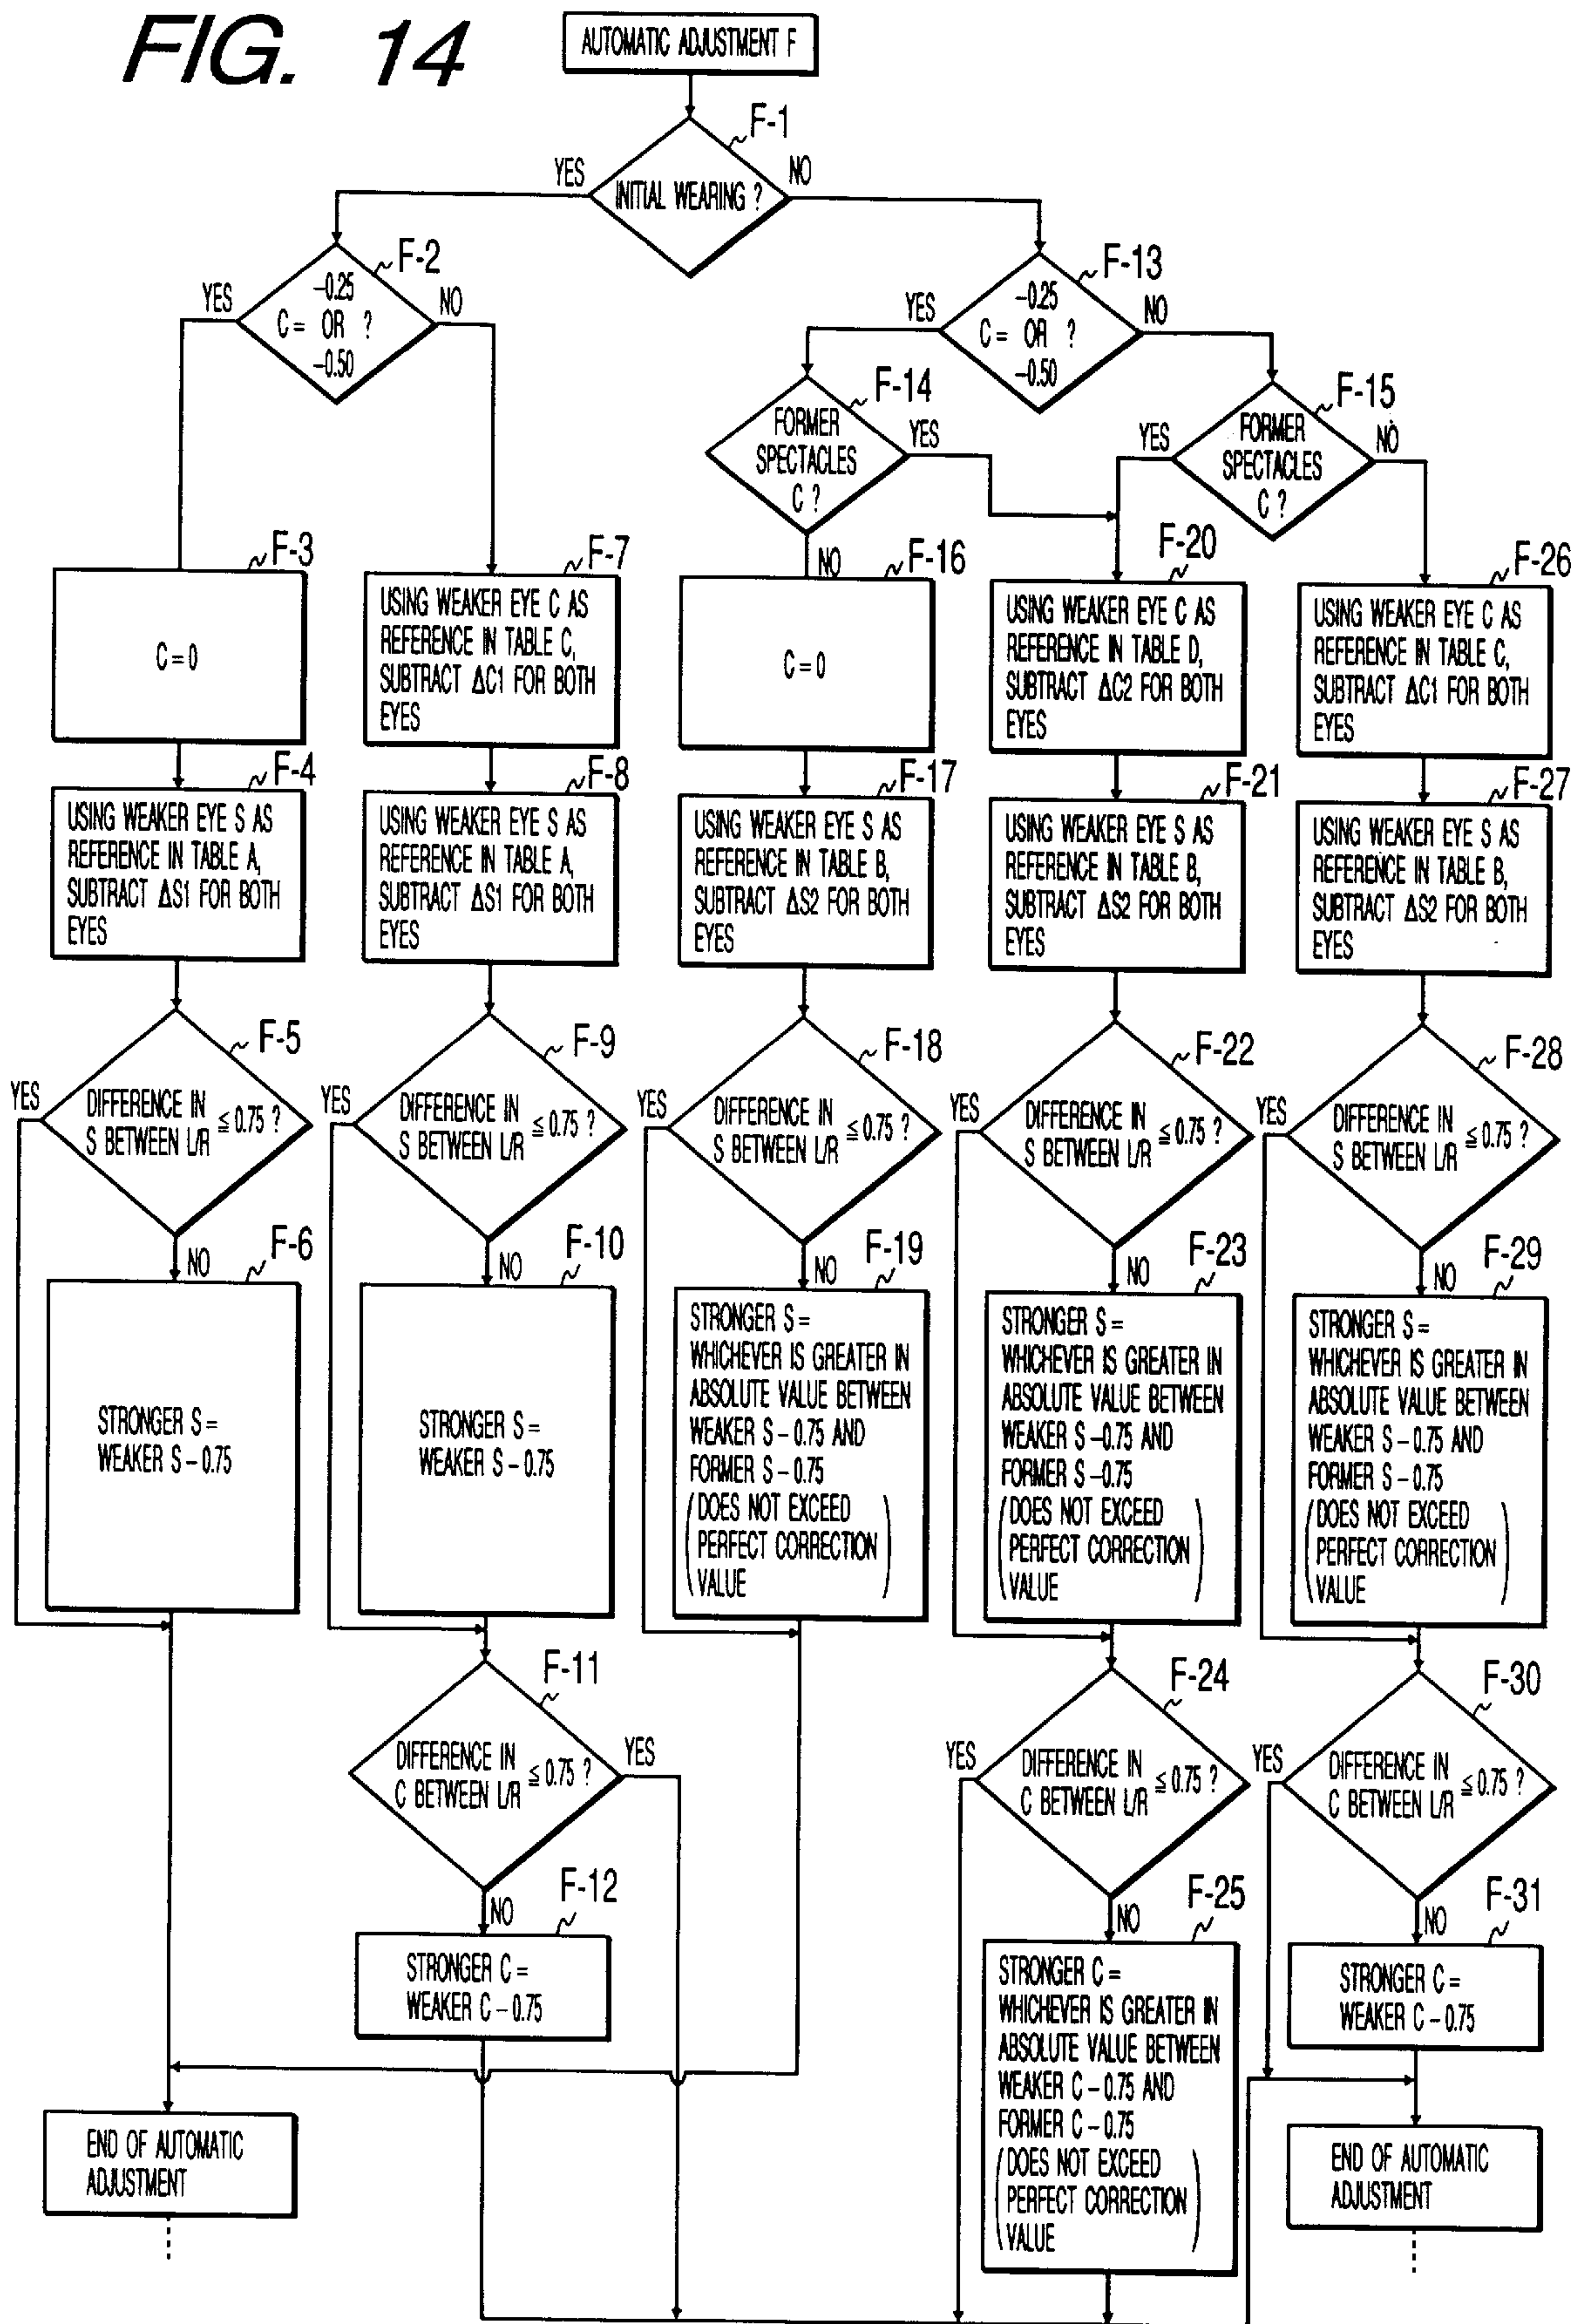 FIG. 14
AUTOMATIC ADJUSTMENT F
F-1
YES
NO
INITIAL WEARING ?
F-2
YES
NO
-0.25
C = OR ?
-0.50
F-13
YES
NO
-0.25
C = OR ?
-0.50
F-14
FORMER
SPECTACLES
C ?
YES
NO
F-15
YES
FORMER
SPECTACLES
C ?
NO
F-3
C = 0
F-7
USING WEAKER EYE C AS
REFERENCE IN TABLE C,
SUBTRACT ΔC1 FOR BOTH
EYES
F-16
C = 0
F-20
USING WEAKER EYE C AS
REFERENCE IN TABLE D,
SUBTRACT ΔC2 FOR BOTH
EYES
F-26
USING WEAKER EYE C AS
REFERENCE IN TABLE C,
SUBTRACT ΔC1 FOR BOTH
EYES
F-4
USING WEAKER EYE S AS
REFERENCE IN TABLE A,
SUBTRACT ΔS1 FOR BOTH
EYES
F-8
USING WEAKER EYE S AS
REFERENCE IN TABLE A,
SUBTRACT ΔS1 FOR BOTH
EYES
F-17
USING WEAKER EYE S AS
REFERENCE IN TABLE B,
SUBTRACT ΔS2 FOR BOTH
EYES
F-21
USING WEAKER EYE S AS
REFERENCE IN TABLE B,
SUBTRACT ΔS2 FOR BOTH
EYES
F-27
USING WEAKER EYE S AS
REFERENCE IN TABLE B,
SUBTRACT ΔS2 FOR BOTH
EYES
F-5
YES
DIFFERENCE IN
S BETWEEN L/R ≦ 0.75 ?
NO
F-9
YES
DIFFERENCE IN
S BETWEEN L/R ≦ 0.75 ?
NO
F-18
YES
DIFFERENCE IN
S BETWEEN L/R ≦ 0.75 ?
NO
F-22
YES
DIFFERENCE IN
S BETWEEN L/R ≦ 0.75 ?
NO
F-28
YES
DIFFERENCE IN
S BETWEEN L/R ≦ 0.75 ?
NO
F-6
STRONGER S =
WEAKER S - 0.75
F-10
STRONGER S =
WEAKER S - 0.75
F-19
STRONGER S =
WHICHEVER IS GREATER IN
ABSOLUTE VALUE BETWEEN
WEAKER S - 0.75 AND
FORMER S - 0.75
(DOES NOT EXCEED
PERFECT CORRECTION
VALUE)
F-23
STRONGER S =
WHICHEVER IS GREATER IN
ABSOLUTE VALUE BETWEEN
WEAKER S -0.75 AND
FORMER S -0.75
(DOES NOT EXCEED
PERFECT CORRECTION
VALUE)
F-29
STRONGER S =
WHICHEVER IS GREATER IN
ABSOLUTE VALUE BETWEEN
WEAKER S - 0.75 AND
FORMER S - 0.75
(DOES NOT EXCEED
PERFECT CORRECTION
VALUE)
F-11
DIFFERENCE IN
C BETWEEN L/R ≦ 0.75 ?
YES
NO
F-24
YES
DIFFERENCE IN
C BETWEEN L/R ≦ 0.75 ?
NO
F-30
YES
DIFFERENCE IN
C BETWEEN L/R ≦ 0.75 ?
NO
F-12
STRONGER C =
WEAKER C - 0.75
F-25
STRONGER C =
WHICHEVER IS GREATER IN
ABSOLUTE VALUE BETWEEN
WEAKER C - 0.75 AND
FORMER C - 0.75
(DOES NOT EXCEED
PERFECT CORRECTION
VALUE)
F-31
STRONGER C =
WEAKER C - 0.75
END OF AUTOMATIC
ADJUSTMENT
END OF AUTOMATIC
ADJUSTMENT